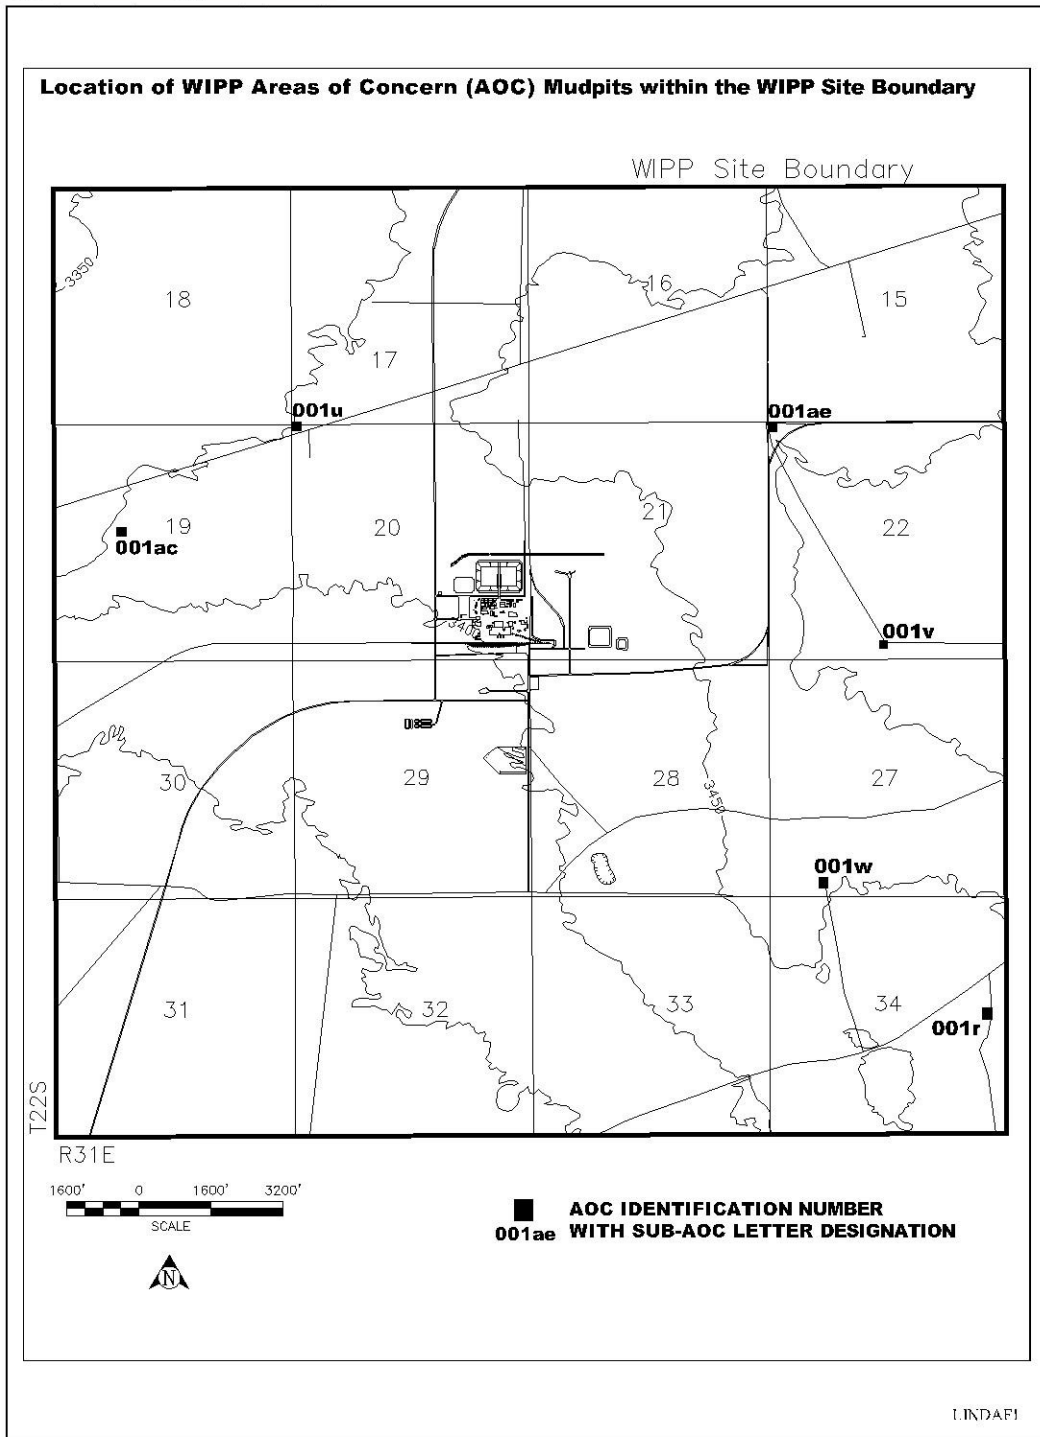 Location of WIPP Areas of Concern (AOC) Mudpits within the WIPP Site Boundary
WIPP Site Boundary
3350
18
17
16
15
001u
001ae
19
001ac
20
21
22
3400
001v
30
29
28
27
3450
001w
31
32
33
34
001r
T22S
R31E
1600' 0 1600' 3200'
SCALE
N
AOC IDENTIFICATION NUMBER
001ae WITH SUB-AOC LETTER DESIGNATION